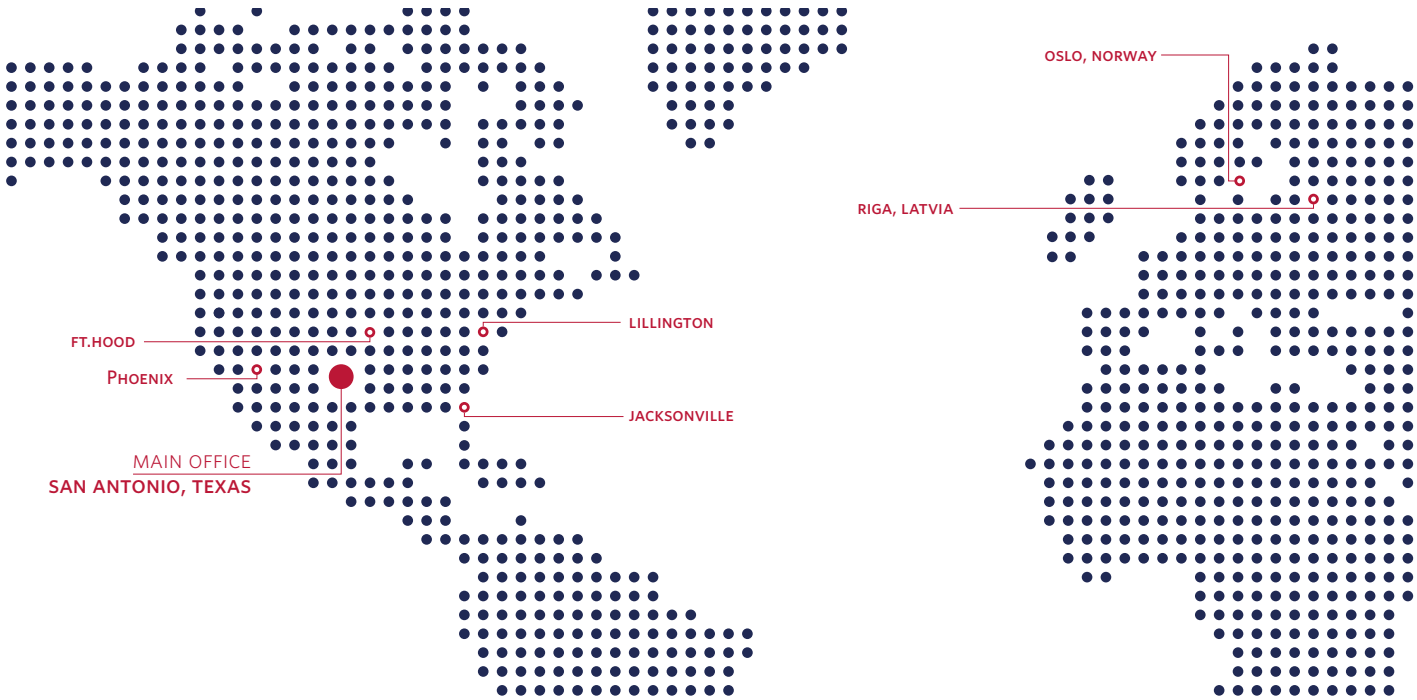 OSLO, NORWAY
RIGA, LATVIA
LILLINGTON
FT.HOOD
PHOENIX
JACKSONVILLE
MAIN OFFICE
SAN ANTONIO, TEXAS